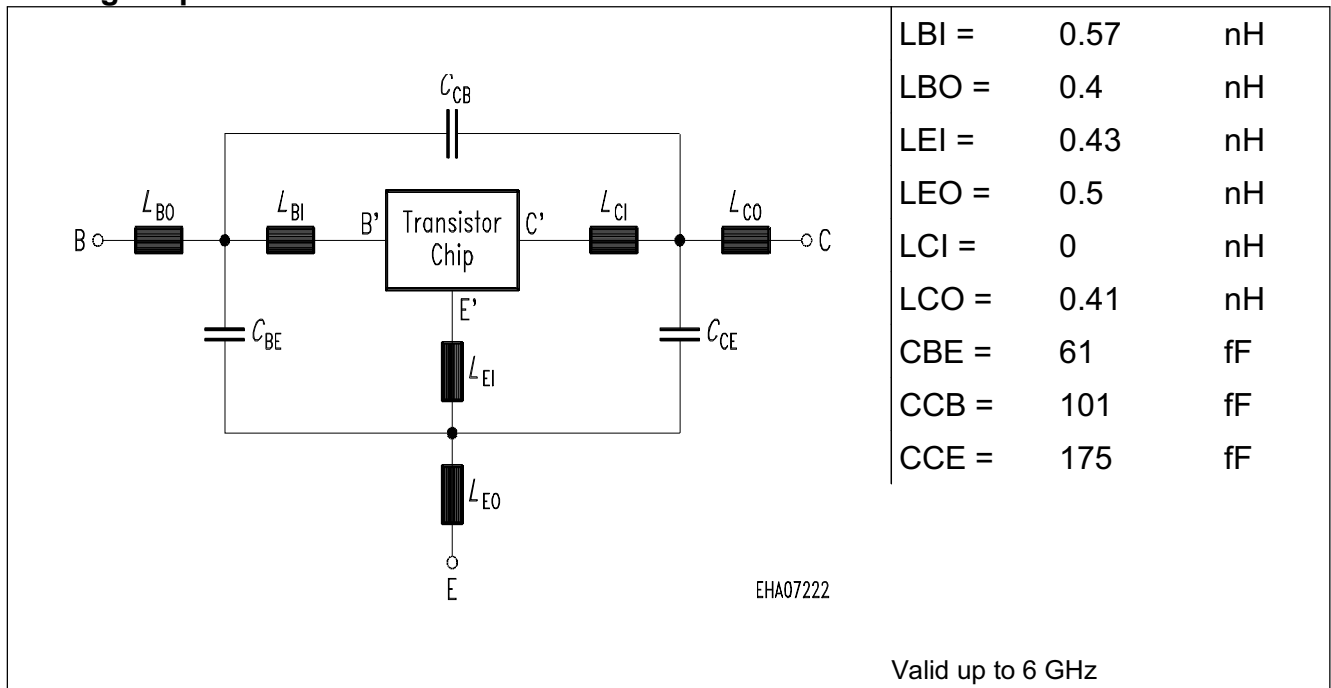 C_CB
L_BO
L_BI
B'
Transistor
Chip
C'
L_CI
L_CO
B
C
E'
C_BE
C_CE
L_EI
L_EO
E
EHA07222
LBI = 0.57 nH
LBO = 0.4 nH
LEI = 0.43 nH
LEO = 0.5 nH
LCI = 0 nH
LCO = 0.41 nH
CBE = 61 fF
CCB = 101 fF
CCE = 175 fF
Valid up to 6 GHz